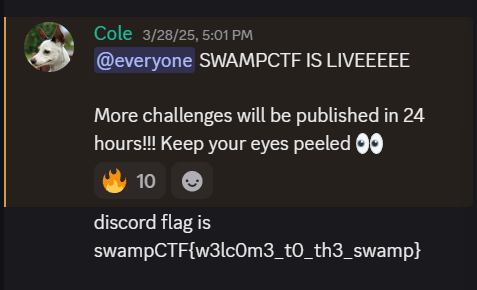 Cole 3/28/25, 5:01 PM
@everyone SWAMPCTF IS LIVEEEEE
More challenges will be published in 24
hours!!! Keep your eyes peeled 👀
🔥 10
discord flag is
swampCTF{w3lc0m3_t0_th3_swamp}